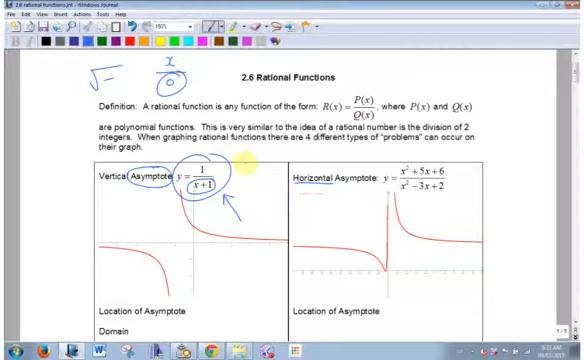 2.6 rational functions.jnt - Windows Journal
File Edit View Insert Actions Tools Help
150%
√-
x
0
2.6 Rational Functions
Definition: A rational function is any function of the form: R(x) = P(x)/Q(x), where P(x) and Q(x)
are polynomial functions. This is very similar to the idea of a rational number is the division of 2
integers. When graphing rational functions there are 4 different types of "problems" can occur on
their graph.
Vertical Asymptote y = 1/(x+1)
Horizontal Asymptote: y = (x²+5x+6)/(x²-3x+2)
Location of Asymptote
Location of Asymptote
Domain
1 / 5